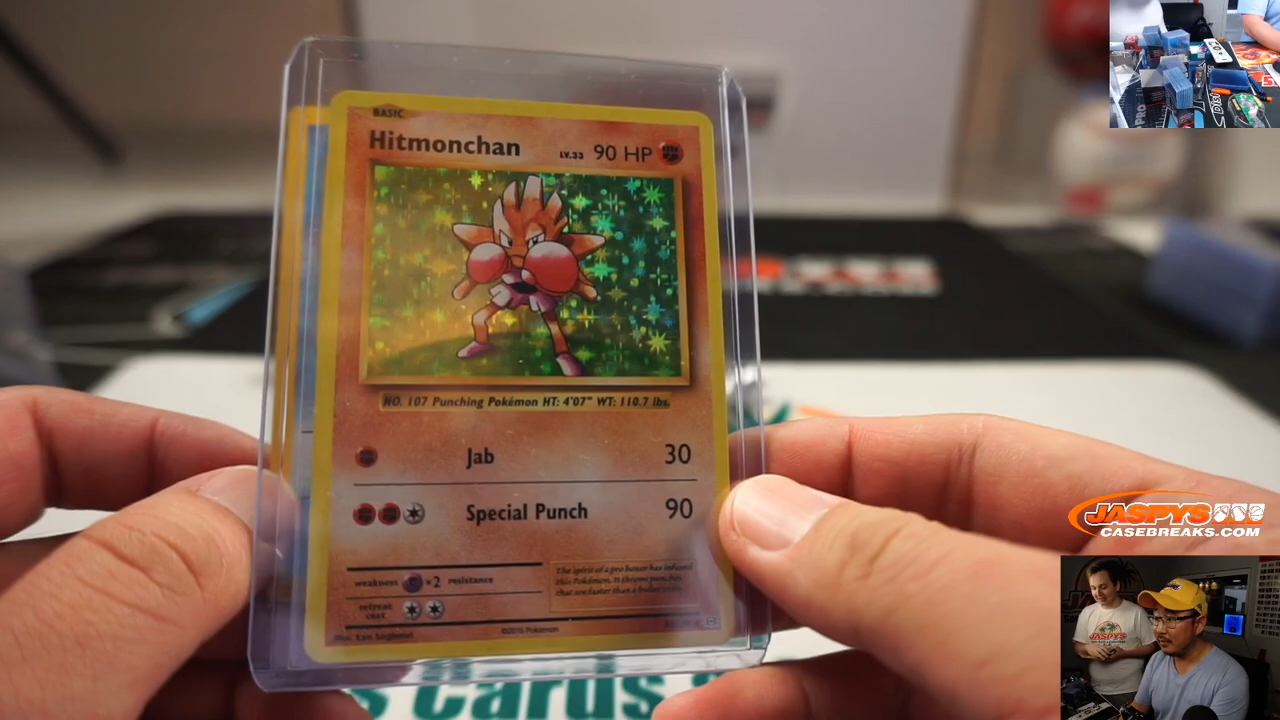 BASIC
Hitmonchan LV.33 90 HP
NO. 107 Punching Pokémon HT: 4'07" WT: 110.7 lbs.
Jab 30
Special Punch 90
weakness ×2 resistance
retreat
cost
The spirit of a pro boxer has infused
this Pokémon. It throws punches
that are faster than a bullet train.
Illus. Ken Sugimori
©2016 Pokémon
s Cards
JASPYS
CASEBREAKS.COM
JASPYS